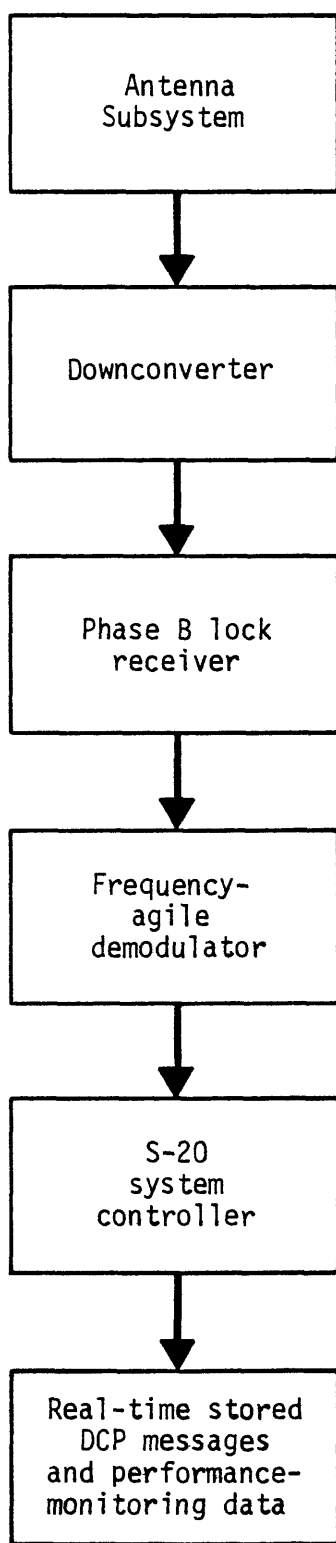 Antenna
Subsystem
Downconverter
Phase B lock
receiver
Frequency-
agile
demodulator
S-20
system
controller
Real-time stored
DCP messages
and performance-
monitoring data